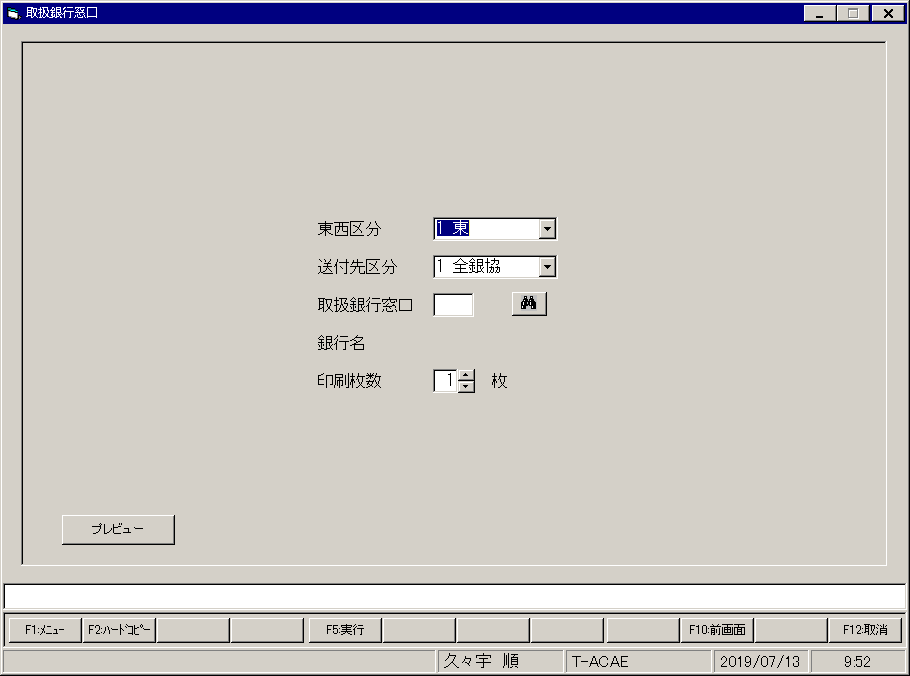 取扱銀行窓口
東西区分 1 東
送付先区分 1 全銀協
取扱銀行窓口
銀行名
印刷枚数 1 枚
プレビュー
F1:ﾒﾆｭｰ F2:ﾊｰﾄﾞｺﾋﾟｰ F5:実行 F10:前画面 F12:取消
久々宇 順 T-ACAE 2019/07/13 9:52